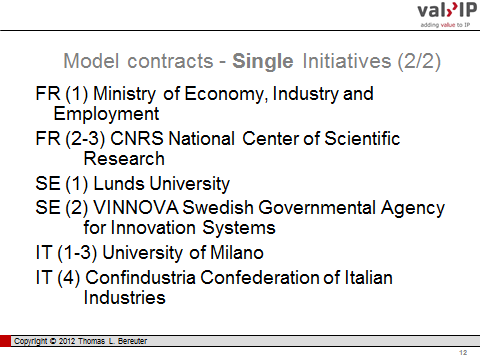 val>>IP
adding value to IP
Model contracts - Single Initiatives (2/2)
FR (1) Ministry of Economy, Industry and
Employment
FR (2-3) CNRS National Center of Scientific
Research
SE (1) Lunds University
SE (2) VINNOVA Swedish Governmental Agency
for Innovation Systems
IT (1-3) University of Milano
IT (4) Confindustria Confederation of Italian
Industries
Copyright © 2012 Thomas L. Bereuter
12